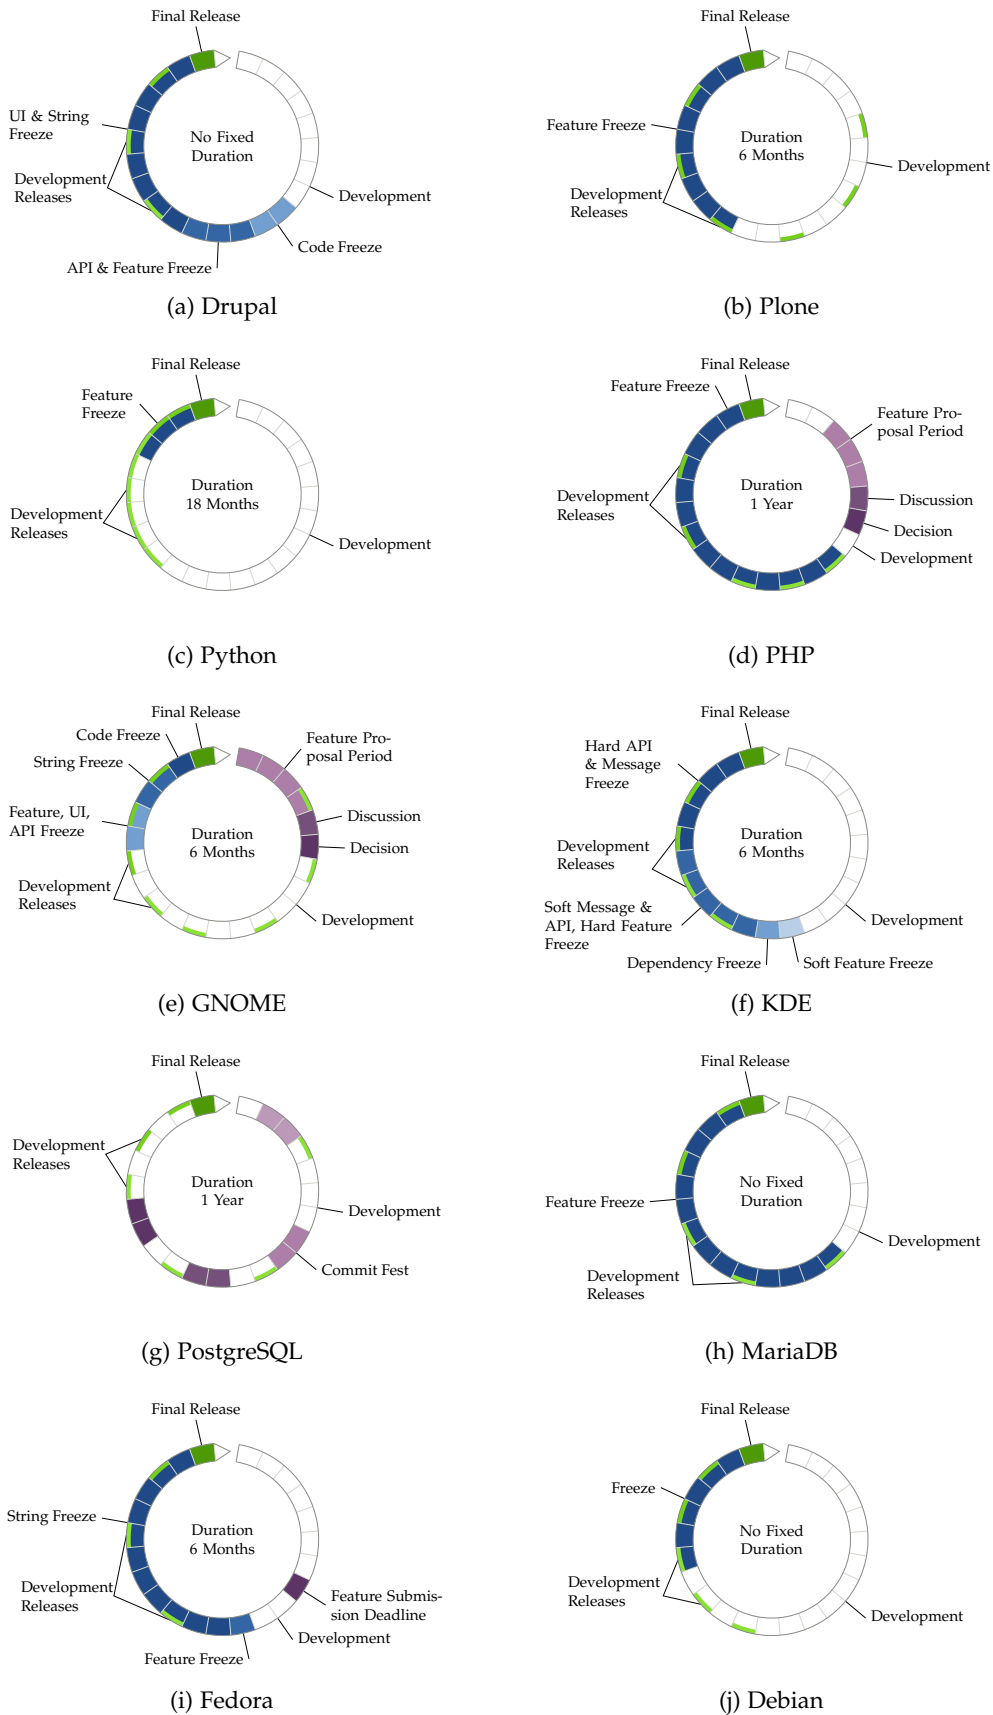 Final Release
UI & String
Freeze
No Fixed
Duration
Development
Releases
Development
Code Freeze
API & Feature Freeze
(a) Drupal
Final Release
Feature Freeze
Duration
6 Months
Development
Development
Releases
(b) Plone
Final Release
Feature
Freeze
Duration
18 Months
Development
Releases
Development
(c) Python
Final Release
Feature Freeze
Feature Pro-
posal Period
Duration
1 Year
Development
Releases
Discussion
Decision
Development
(d) PHP
Final Release
Code Freeze
String Freeze
Feature Pro-
posal Period
Feature, UI,
API Freeze
Duration
6 Months
Discussion
Decision
Development
Releases
Development
(e) GNOME
Final Release
Hard API
& Message
Freeze
Duration
6 Months
Development
Releases
Soft Message &
API, Hard Feature
Freeze
Development
Dependency Freeze
Soft Feature Freeze
(f) KDE
Final Release
Development
Releases
Duration
1 Year
Development
Commit Fest
(g) PostgreSQL
Final Release
No Fixed
Duration
Feature Freeze
Development
Development
Releases
(h) MariaDB
Final Release
String Freeze
Duration
6 Months
Development
Releases
Feature Submis-
sion Deadline
Development
Feature Freeze
(i) Fedora
Final Release
Freeze
No Fixed
Duration
Development
Releases
Development
(j) Debian